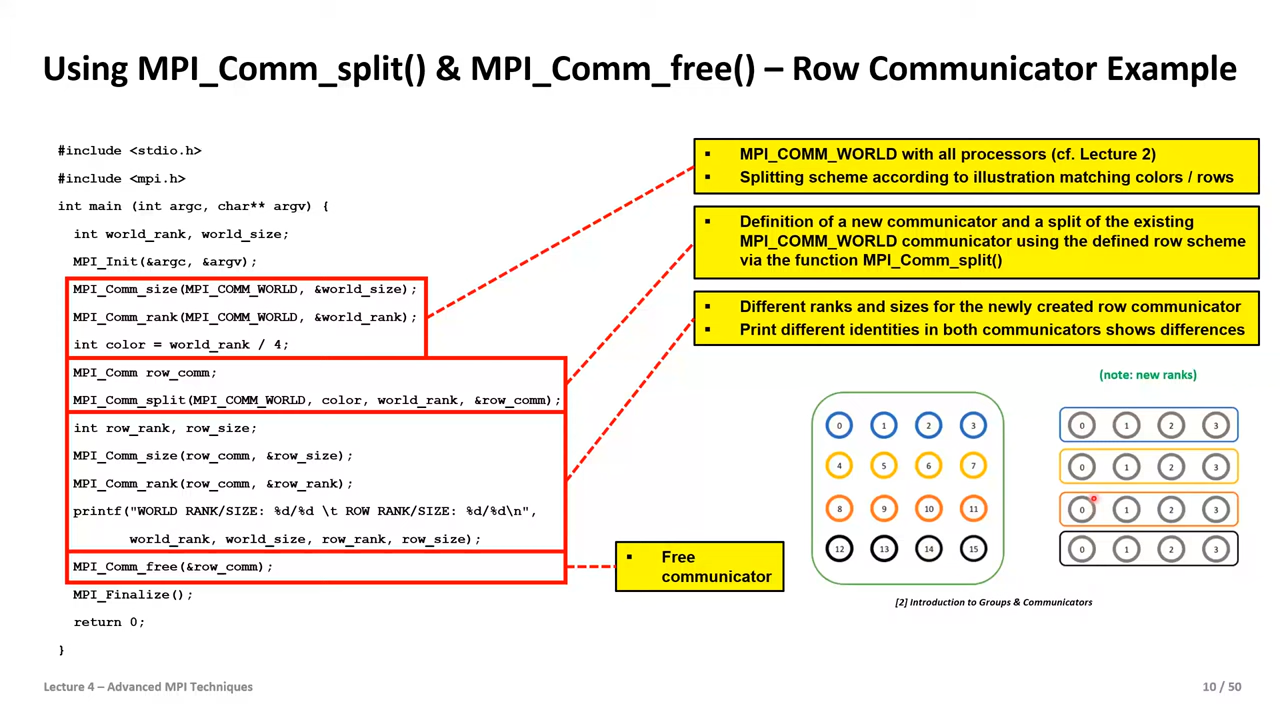 Using MPI_Comm_split() & MPI_Comm_free() – Row Communicator Example
#include <stdio.h>
#include <mpi.h>
int main (int argc, char** argv) {
int world_rank, world_size;
MPI_Init(&argc, &argv);
MPI_Comm_size(MPI_COMM_WORLD, &world_size);
MPI_Comm_rank(MPI_COMM_WORLD, &world_rank);
int color = world_rank / 4;
MPI_Comm row_comm;
MPI_Comm_split(MPI_COMM_WORLD, color, world_rank, &row_comm);
int row_rank, row_size;
MPI_Comm_size(row_comm, &row_size);
MPI_Comm_rank(row_comm, &row_rank);
printf("WORLD RANK/SIZE: %d/%d \t ROW RANK/SIZE: %d/%d\n",
world_rank, world_size, row_rank, row_size);
MPI_Comm_free(&row_comm);
MPI_Finalize();
return 0;
}
▪ MPI_COMM_WORLD with all processors (cf. Lecture 2)
▪ Splitting scheme according to illustration matching colors / rows
▪ Definition of a new communicator and a split of the existing
MPI_COMM_WORLD communicator using the defined row scheme
via the function MPI_Comm_split()
▪ Different ranks and sizes for the newly created row communicator
▪ Print different identities in both communicators shows differences
▪ Free
communicator
(note: new ranks)
0 1 2 3
4 5 6 7
8 9 10 11
12 13 14 15
0 1 2 3
0 1 2 3
0 1 2 3
0 1 2 3
[2] Introduction to Groups & Communicators
Lecture 4 – Advanced MPI Techniques
10 / 50